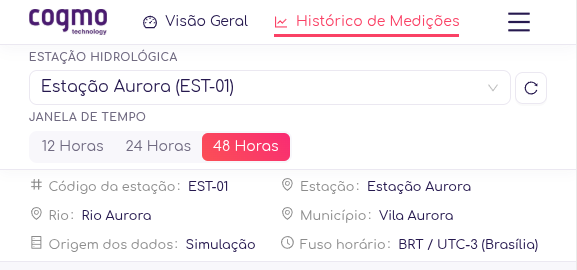 cogmo
technology
Visão Geral
Histórico de Medições
ESTAÇÃO HIDROLÓGICA
Estação Aurora (EST-01)
JANELA DE TEMPO
12 Horas 24 Horas 48 Horas
Código da estação: EST-01
Estação: Estação Aurora
Rio: Rio Aurora
Município: Vila Aurora
Origem dos dados: Simulação
Fuso horário: BRT / UTC-3 (Brasília)